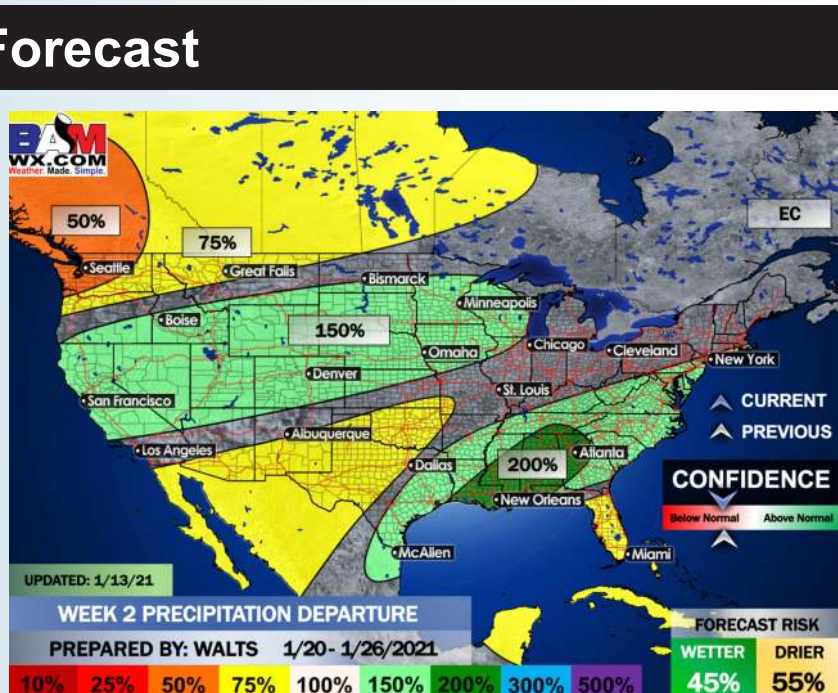 Forecast
BAM
WX.COM
Weather. Made. Simple.
50%
EC
75%
Seattle
Great Falls
Bismarck
Minneapolis
Boise
150%
Chicago
Cleveland
Omaha
New York
Denver
St. Louis
San Francisco
CURRENT
Albuquerque
PREVIOUS
Los Angeles
Atlanta
Dallas
200%
CONFIDENCE
New Orleans
Below Normal Above Normal
McAllen
Miami
UPDATED: 1/13/21
WEEK 2 PRECIPITATION DEPARTURE
FORECAST RISK
PREPARED BY: WALTS 1/20- 1/26/2021
WETTER DRIER
10% 25% 50% 75% 100% 150% 200% 300% 500%
45% 55%